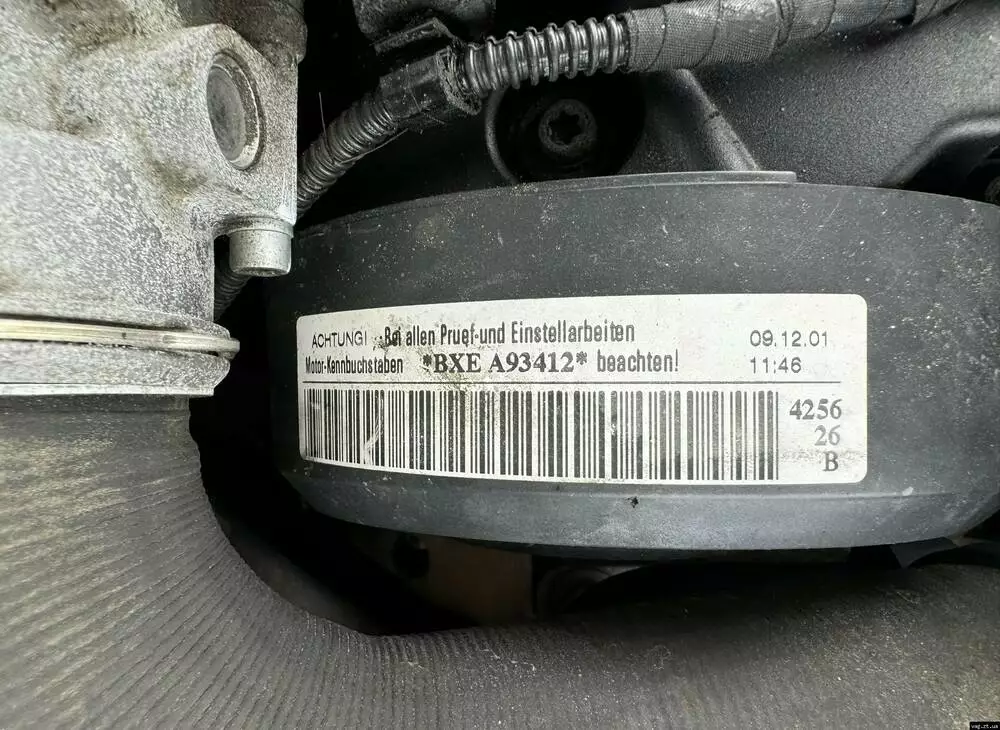 ACHTUNG! Bei allen Pruef-und Einstellarbeiten 09.12.01
Motor-Kennbuchstaben *BXE A93412* beachten! 11:46
4256
26
B
wag.zt.ua